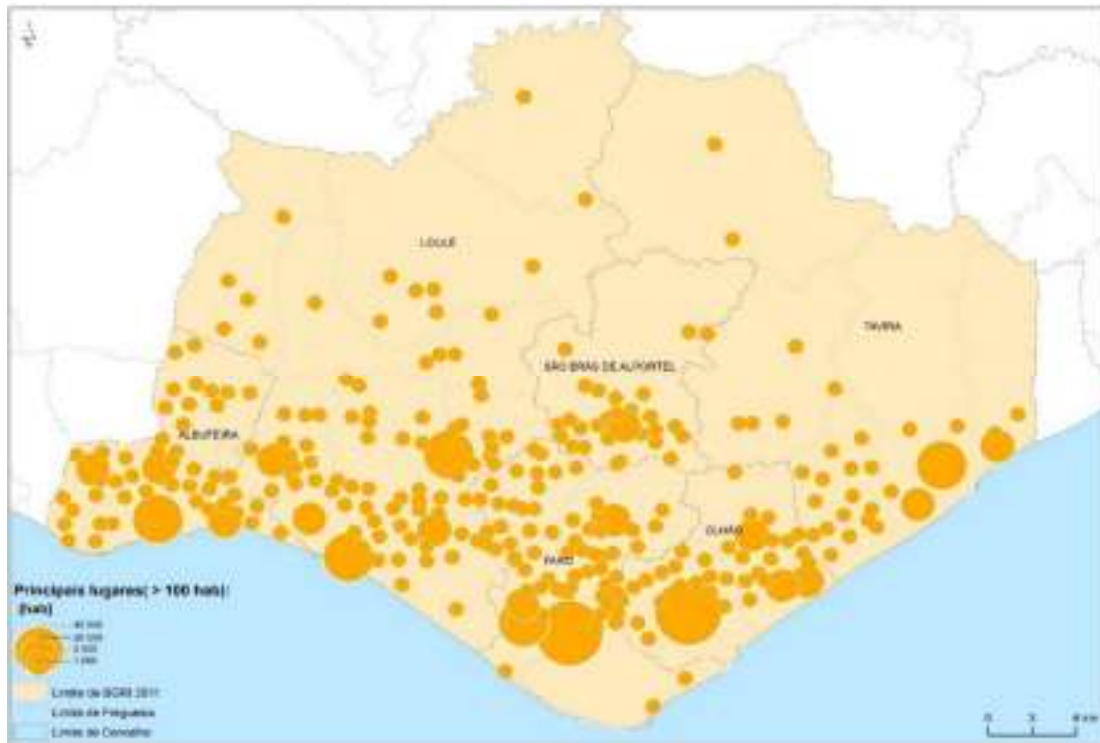 LOULÉ
TAVIRA
SÃO BRÁS DE ALPORTEL
ALBUFEIRA
OLHÃO
FARO
Principais lugares( > 100 hab):
(hab)
Limite de BGRI 2011
Limite de Freguesia
Limite de Concelho
0